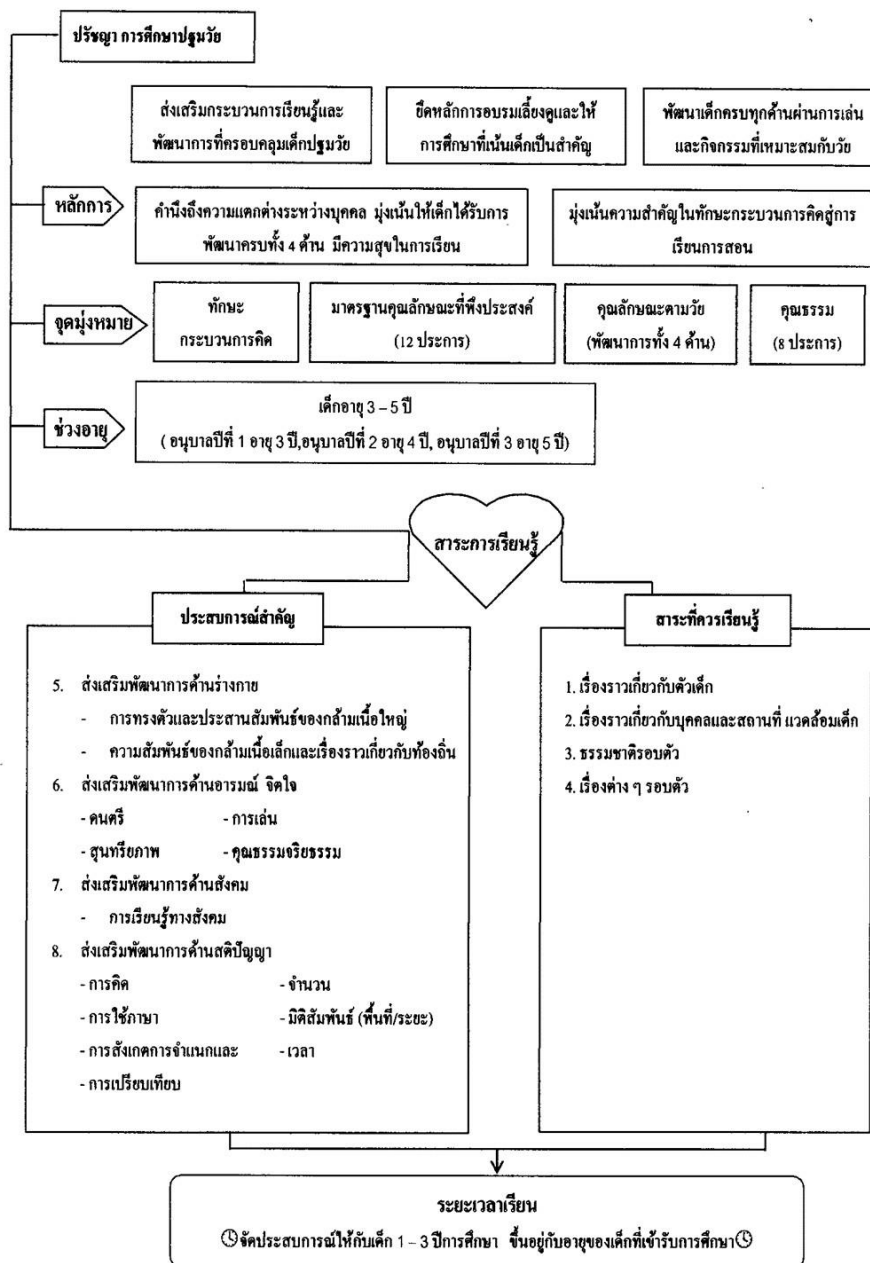 ปรัชญา การศึกษาปฐมวัย
ส่งเสริมกระบวนการเรียนรู้และ
พัฒนาการที่ครอบคลุมเด็กปฐมวัย
ยึดหลักการอบรมเลี้ยงดูและให้
การศึกษาที่เน้นเด็กเป็นสำคัญ
พัฒนาเด็กครบทุกด้านผ่านการเล่น
และกิจกรรมที่เหมาะสมกับวัย
หลักการ
คำนึงถึงความแตกต่างระหว่างบุคคล มุ่งเน้นให้เด็กได้รับการ
พัฒนาครบทั้ง 4 ด้าน มีความสุขในการเรียน
มุ่งเน้นความสำคัญในทักษะกระบวนการคิดสู่การ
เรียนการสอน
จุดมุ่งหมาย
ทักษะ
กระบวนการคิด
มาตรฐานคุณลักษณะที่พึงประสงค์
(12 ประการ)
คุณลักษณะตามวัย
(พัฒนาการทั้ง 4 ด้าน)
คุณธรรม
(8 ประการ)
ช่วงอายุ
เด็กอายุ 3 – 5 ปี
( อนุบาลปีที่ 1 อายุ 3 ปี,อนุบาลปีที่ 2 อายุ 4 ปี, อนุบาลปีที่ 3 อายุ 5 ปี)
สาระการเรียนรู้
ประสบการณ์สำคัญ
5. ส่งเสริมพัฒนาการด้านร่างกาย
- การทรงตัวและประสานสัมพันธ์ของกล้ามเนื้อใหญ่
- ความสัมพันธ์ของกล้ามเนื้อเล็กและเรื่องราวเกี่ยวกับท้องถิ่น
6. ส่งเสริมพัฒนาการด้านอารมณ์ จิตใจ
- ดนตรี - การเล่น
- สุนทรียภาพ - คุณธรรมจริยธรรม
7. ส่งเสริมพัฒนาการด้านสังคม
- การเรียนรู้ทางสังคม
8. ส่งเสริมพัฒนาการด้านสติปัญญา
- การคิด - จำนวน
- การใช้ภาษา - มิติสัมพันธ์ (พื้นที่/ระยะ)
- การสังเกตการจำแนกและ - เวลา
- การเปรียบเทียบ
สาระที่ควรเรียนรู้
1. เรื่องราวเกี่ยวกับตัวเด็ก
2. เรื่องราวเกี่ยวกับบุคคลและสถานที่ แวดล้อมเด็ก
3. ธรรมชาติรอบตัว
4. เรื่องต่าง ๆ รอบตัว
ระยะเวลาเรียน
จัดประสบการณ์ให้กับเด็ก 1 – 3 ปีการศึกษา ขึ้นอยู่กับอายุของเด็กที่เข้ารับการศึกษา